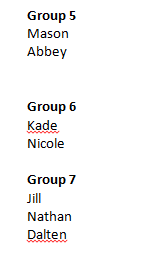 Group 5
Mason
Abbey
Group 6
Kade
Nicole
Group 7
Jill
Nathan
Dalten